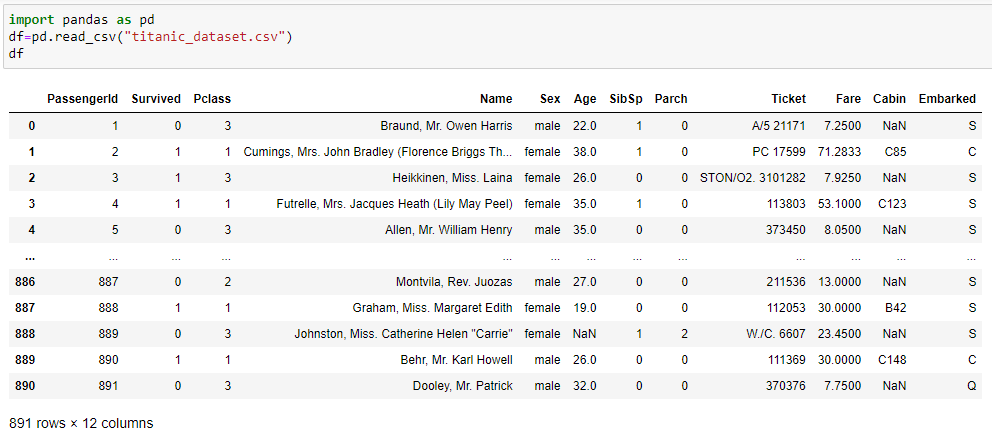 import pandas as pd
df=pd.read_csv("titanic_dataset.csv")
df
PassengerId Survived Pclass Name Sex Age SibSp Parch Ticket Fare Cabin Embarked
0 1 0 3 Braund, Mr. Owen Harris male 22.0 1 0 A/5 21171 7.2500 NaN S
1 2 1 1 Cumings, Mrs. John Bradley (Florence Briggs Th... female 38.0 1 0 PC 17599 71.2833 C85 C
2 3 1 3 Heikkinen, Miss. Laina female 26.0 0 0 STON/O2. 3101282 7.9250 NaN S
3 4 1 1 Futrelle, Mrs. Jacques Heath (Lily May Peel) female 35.0 1 0 113803 53.1000 C123 S
4 5 0 3 Allen, Mr. William Henry male 35.0 0 0 373450 8.0500 NaN S
... ... ... ... ... ... ... ... ... ... ... ... ...
886 887 0 2 Montvila, Rev. Juozas male 27.0 0 0 211536 13.0000 NaN S
887 888 1 1 Graham, Miss. Margaret Edith female 19.0 0 0 112053 30.0000 B42 S
888 889 0 3 Johnston, Miss. Catherine Helen "Carrie" female NaN 1 2 W./C. 6607 23.4500 NaN S
889 890 1 1 Behr, Mr. Karl Howell male 26.0 0 0 111369 30.0000 C148 C
890 891 0 3 Dooley, Mr. Patrick male 32.0 0 0 370376 7.7500 NaN Q
891 rows × 12 columns